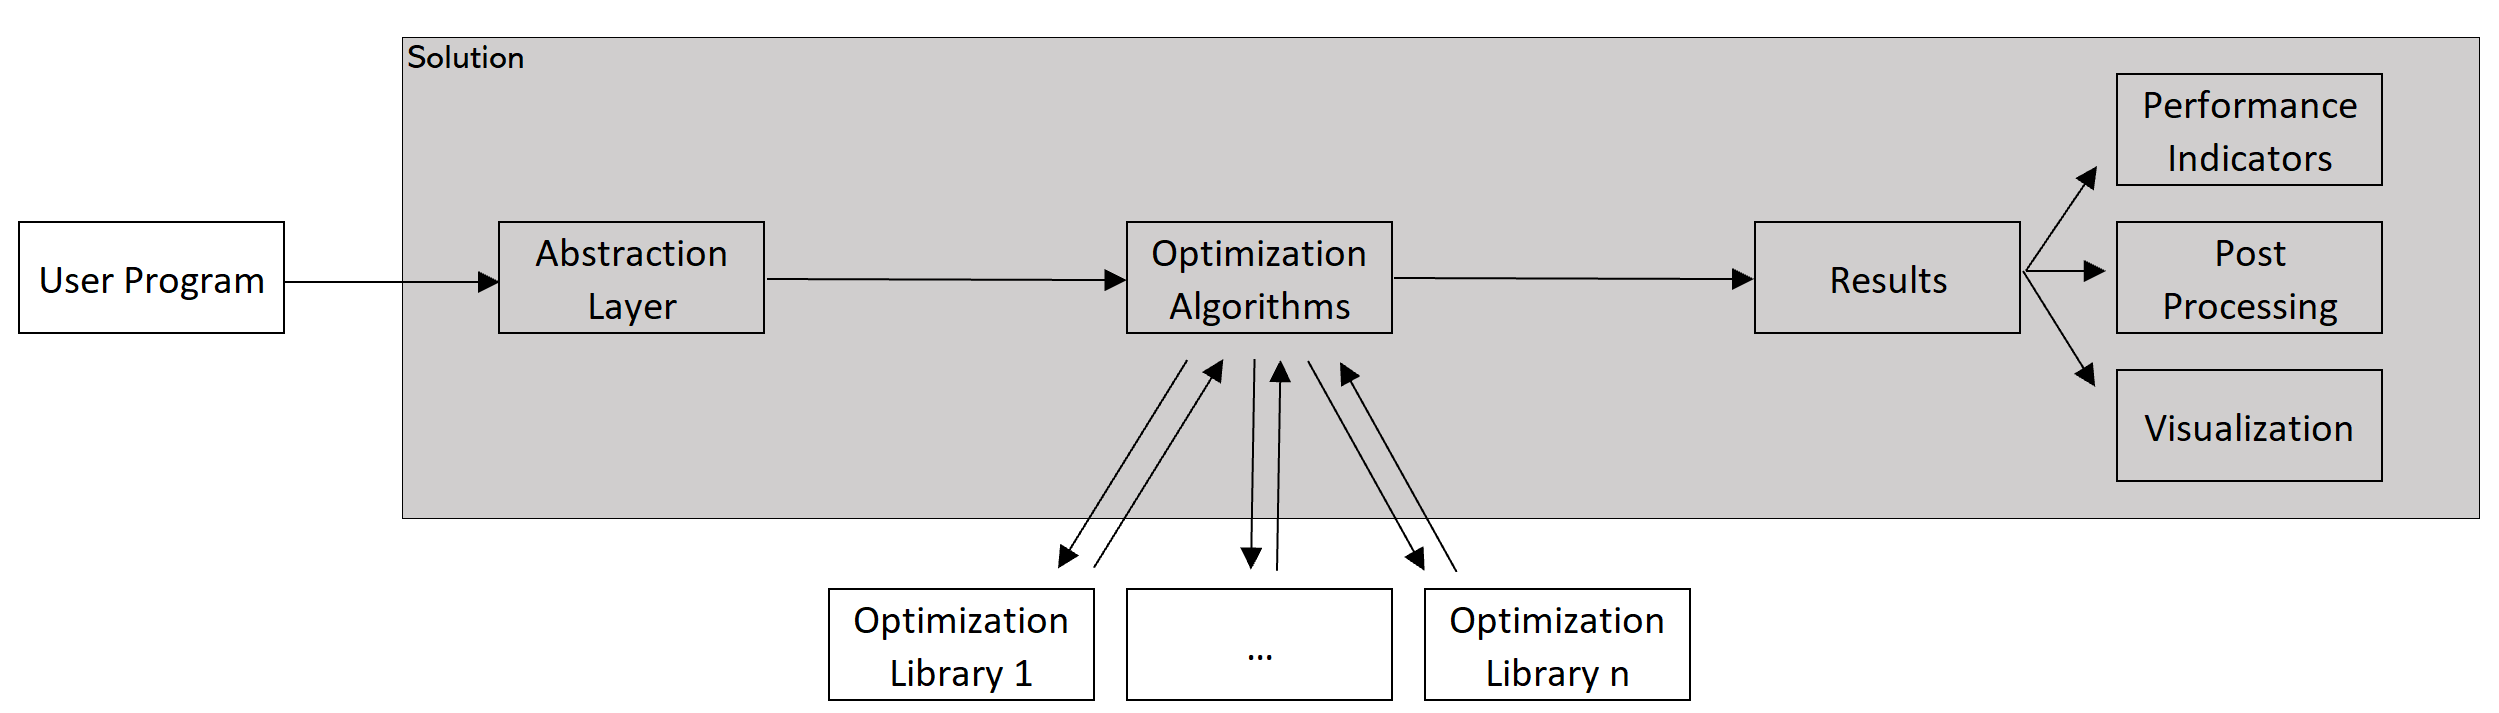 Solution
User Program
Abstraction
Layer
Optimization
Algorithms
Results
Performance
Indicators
Post
Processing
Visualization
Optimization
Library 1
...
Optimization
Library n